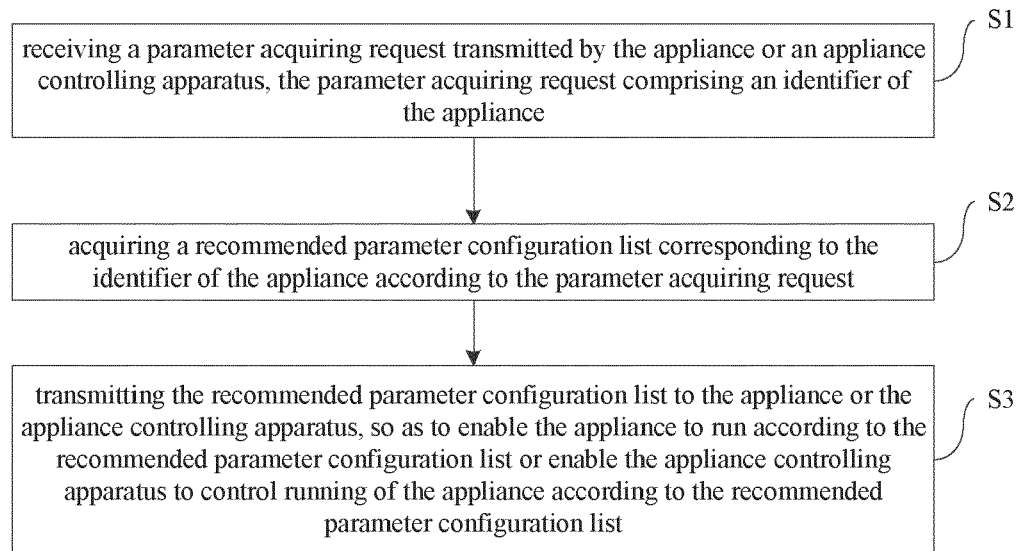 S1
receiving a parameter acquiring request transmitted by the appliance or an appliance
controlling apparatus, the parameter acquiring request comprising an identifier of
the appliance
S2
acquiring a recommended parameter configuration list corresponding to the
identifier of the appliance according to the parameter acquiring request
S3
transmitting the recommended parameter configuration list to the appliance or the
appliance controlling apparatus, so as to enable the appliance to run according to the
recommended parameter configuration list or enable the appliance controlling
apparatus to control running of the appliance according to the recommended
parameter configuration list